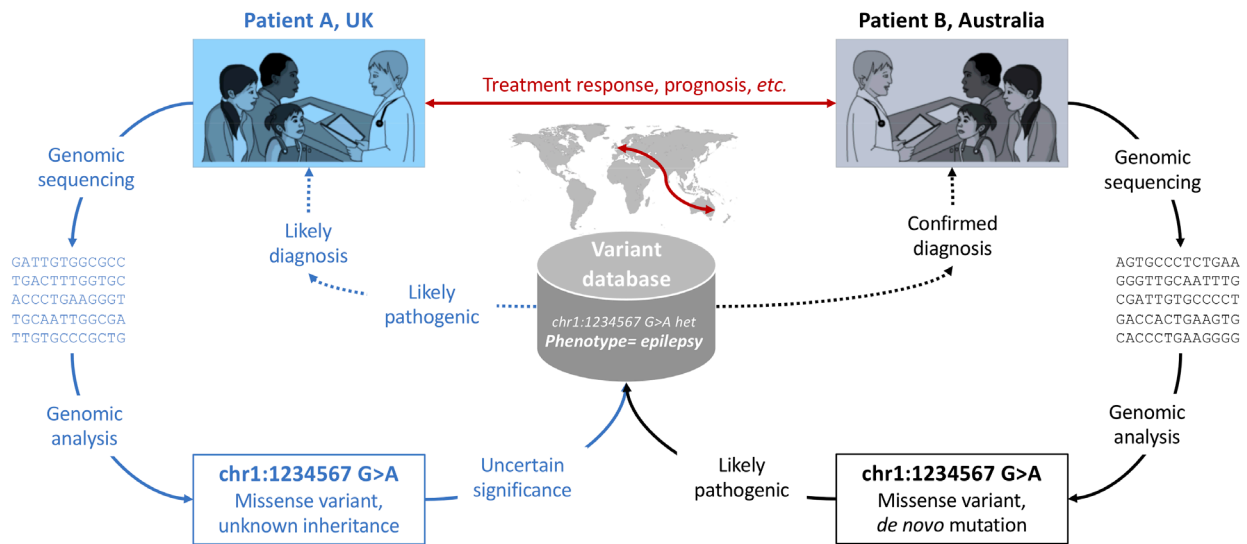 Patient A, UK
Patient B, Australia
Treatment response, prognosis, etc.
Genomic
sequencing
Genomic
sequencing
Likely
diagnosis
Confirmed
diagnosis
GATTGTGGCGCC
TGACTTTGGTGC
ACCCTGAAGGGT
TGCAATTGGCGA
TTGTGCCCGCTG
Likely
pathogenic
Variant
database
chr1:1234567 G>A het
Phenotype= epilepsy
AGTGCCCTCTGAA
GGGTTGCAATTTG
CGATTGTGCCCCT
GACCACTGAAGTG
CACCCTGAAGGGG
Genomic
analysis
Genomic
analysis
chr1:1234567 G>A
Missense variant,
unknown inheritance
Uncertain
significance
Likely
pathogenic
chr1:1234567 G>A
Missense variant,
de novo mutation